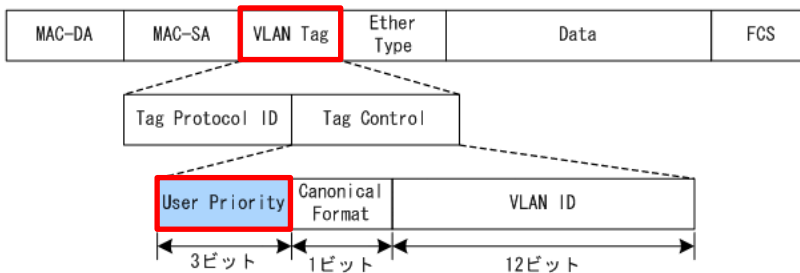 MAC-DA MAC-SA VLAN Tag Ether Type Data FCS
Tag Protocol ID Tag Control
User Priority Canonical Format VLAN ID
3ビット 1ビット 12ビット